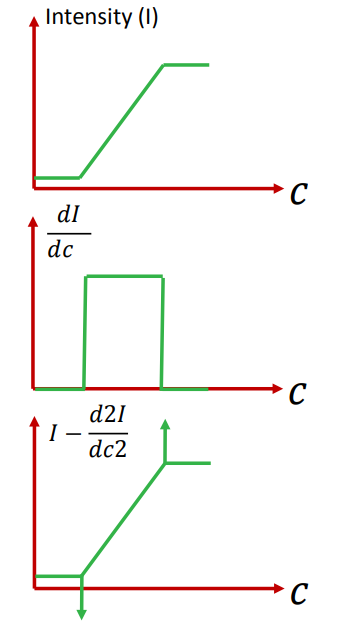 Intensity (I)
c
dI
dc
c
d2I
I −
dc2
c